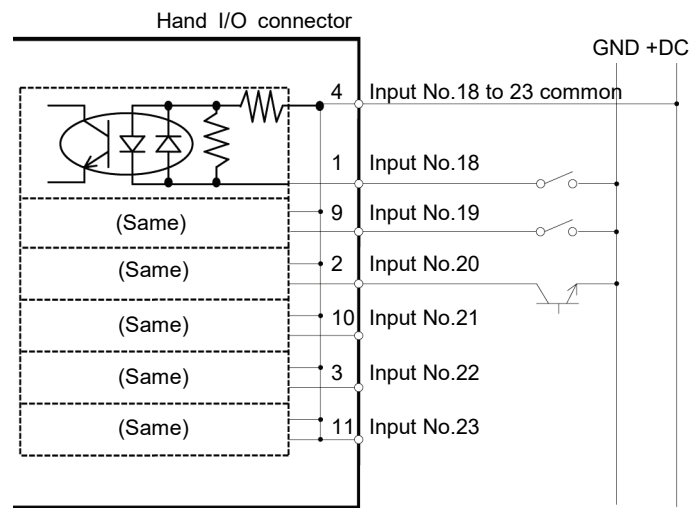 Hand I/O connector
GND +DC
4 Input No.18 to 23 common
1 Input No.18
(Same) 9 Input No.19
(Same) 2 Input No.20
(Same) 10 Input No.21
(Same) 3 Input No.22
(Same) 11 Input No.23